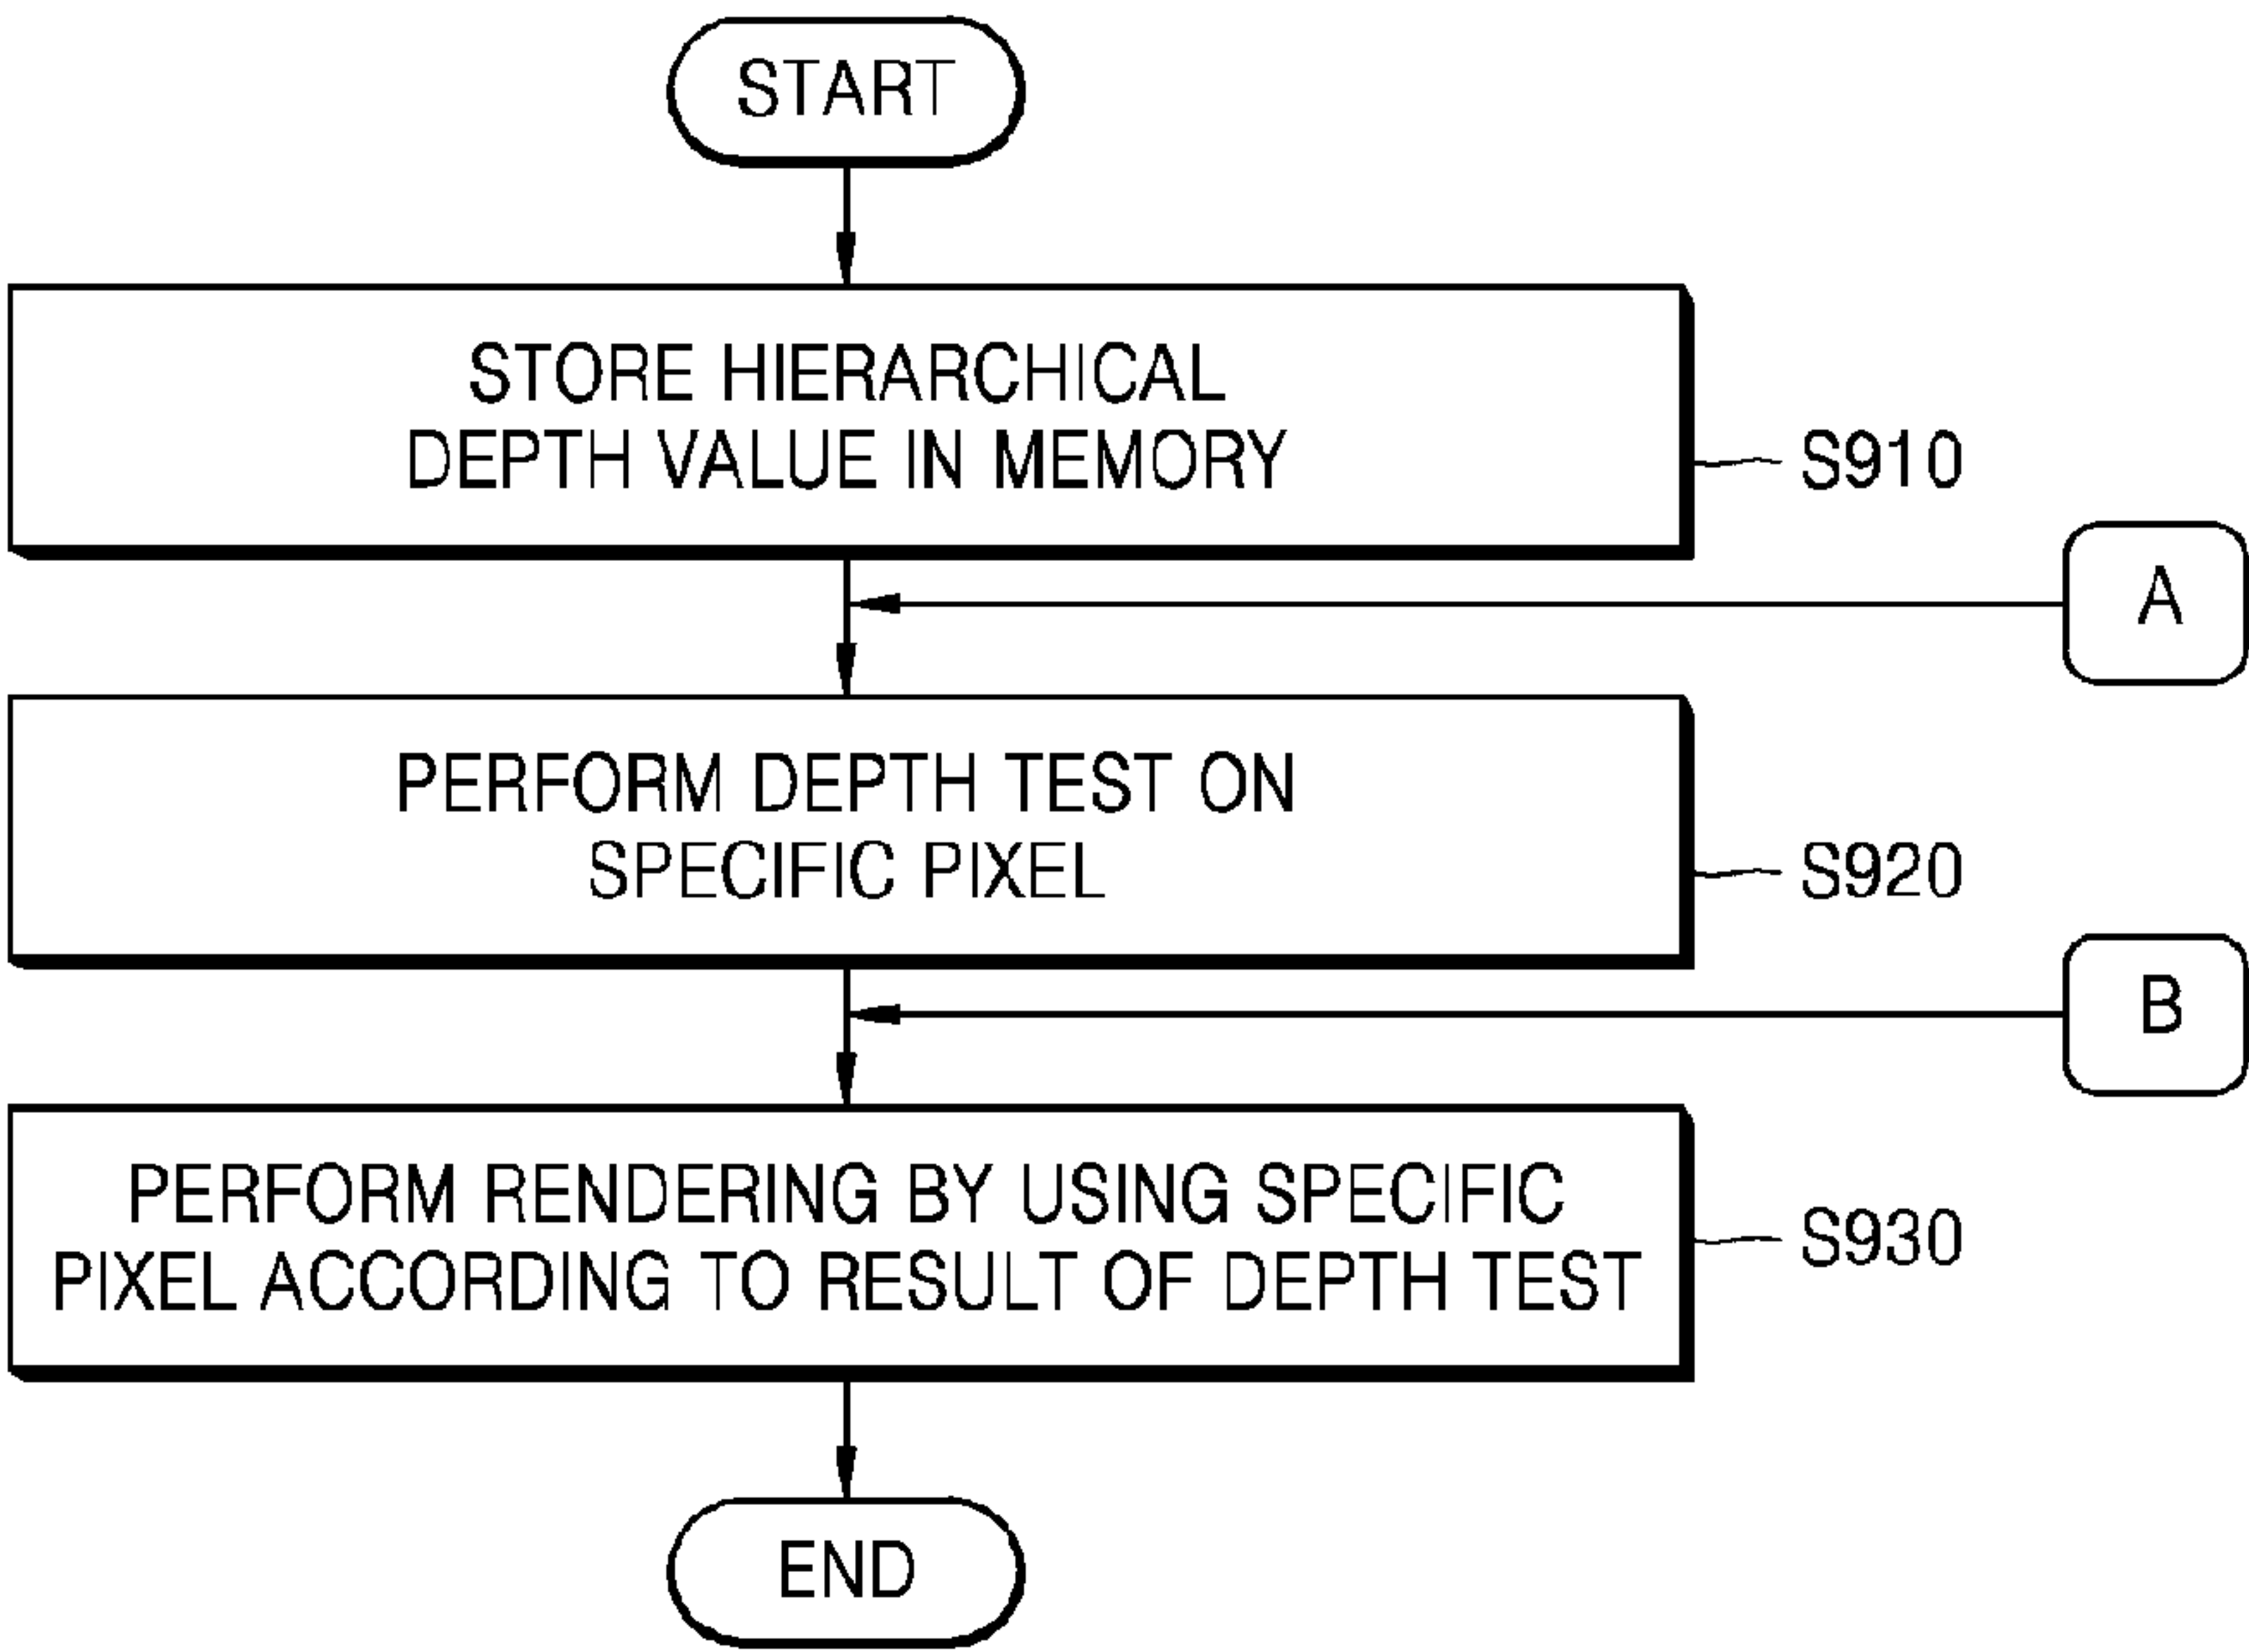 START
STORE HIERARCHICAL
DEPTH VALUE IN MEMORY
S910
A
PERFORM DEPTH TEST ON
SPECIFIC PIXEL
S920
B
PERFORM RENDERING BY USING SPECIFIC
PIXEL ACCORDING TO RESULT OF DEPTH TEST
S930
END